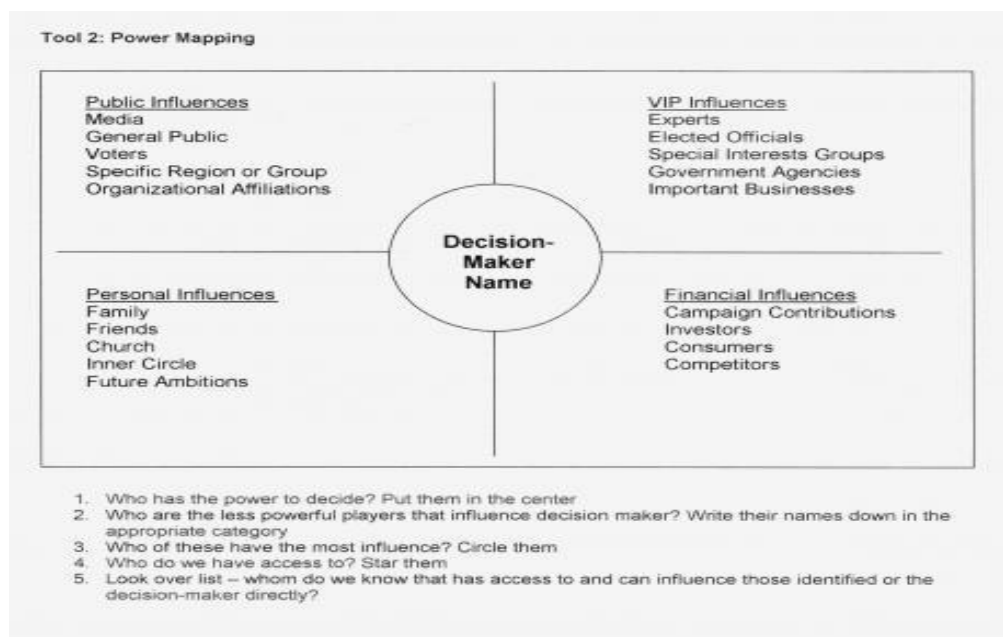 Tool 2: Power Mapping
Public Influences
Media
General Public
Voters
Specific Region or Group
Organizational Affiliations
VIP Influences
Experts
Elected Officials
Special Interests Groups
Government Agencies
Important Businesses
Decision-
Maker
Name
Personal Influences
Family
Friends
Church
Inner Circle
Future Ambitions
Financial Influences
Campaign Contributions
Investors
Consumers
Competitors
1. Who has the power to decide? Put them in the center
2. Who are the less powerful players that influence decision maker? Write their names down in the
appropriate category
3. Who of these have the most influence? Circle them
4. Who do we have access to? Star them
5. Look over list – whom do we know that has access to and can influence those identified or the
decision-maker directly?